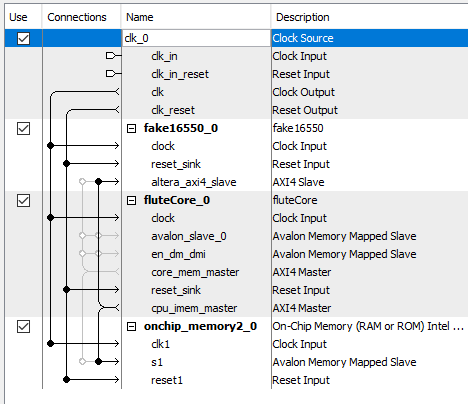 Use Connections Name Description
clk_0 Clock Source
clk_in Clock Input
clk_in_reset Reset Input
clk Clock Output
clk_reset Reset Output
fake16550_0 fake16550
clock Clock Input
reset_sink Reset Input
altera_axi4_slave AXI4 Slave
fluteCore_0 fluteCore
clock Clock Input
avalon_slave_0 Avalon Memory Mapped Slave
en_dm_dmi Avalon Memory Mapped Slave
core_mem_master AXI4 Master
reset_sink Reset Input
cpu_imem_master AXI4 Master
onchip_memory2_0 On-Chip Memory (RAM or ROM) Intel ...
clk1 Clock Input
s1 Avalon Memory Mapped Slave
reset1 Reset Input